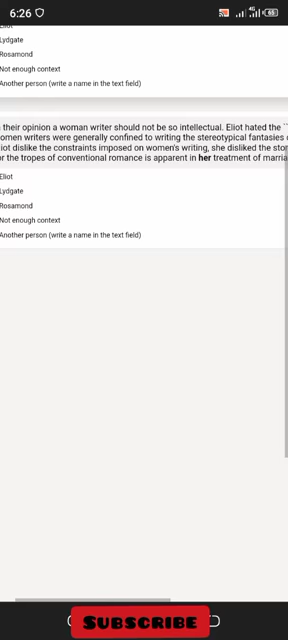 6:26
4G
65
Eliot
Lydgate
Rosamond
Not enough context
Another person (write a name in the text field)
their opinion a woman writer should not be so intellectual. Eliot hated the ``
omen writers were generally confined to writing the stereotypical fantasies
iot dislike the constraints imposed on women's writing, she disliked the stor
or the tropes of conventional romance is apparent in her treatment of marria
Eliot
Lydgate
Rosamond
Not enough context
Another person (write a name in the text field)
SUBSCRIBE